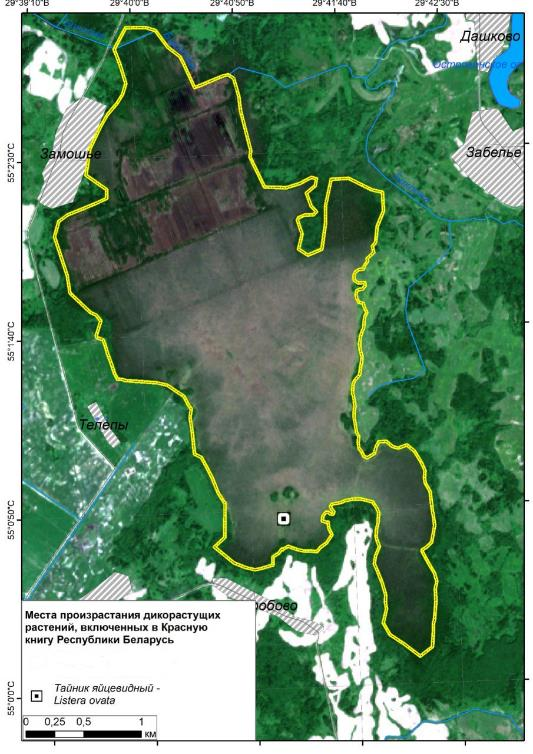 29°39'10"В 29°40'0"В 29°40'50"В 29°41'40"В 29°42'30"В
Дашково
Замошье
Забелье
55°2'30"С
55°1'40"С
Телепы
55°0'50"С
55°0'0"С
Места произрастания дикорастущих
растений, включенных в Красную
книгу Республики Беларусь
Тайник яйцевидный -
Listera ovata
0 0,25 0,5 1
км